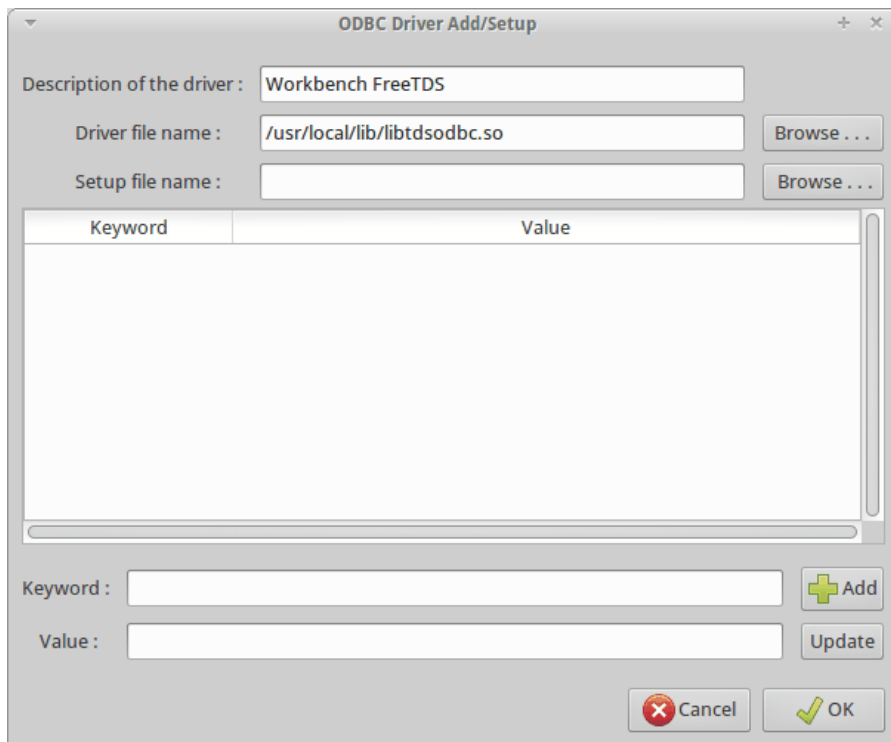 ODBC Driver Add/Setup
Description of the driver : Workbench FreeTDS
Driver file name : /usr/local/lib/libtdsodbc.so Browse . . .
Setup file name : Browse . . .
Keyword Value
Keyword : Add
Value : Update
Cancel OK